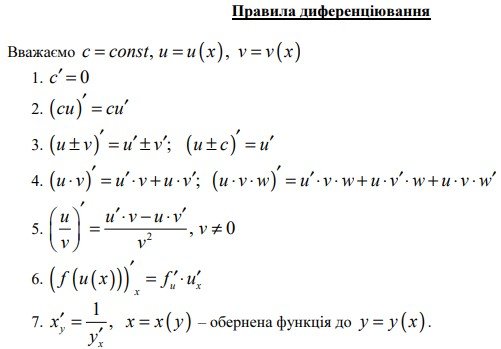 Правила диференціювання
Вважаємо c = const, u = u(x), v = v(x)
1. c′ = 0
2. (cu)′ = cu′
3. (u ± v)′ = u′ ± v′; (u ± c)′ = u′
4. (u · v)′ = u′ · v + u · v′; (u · v · w)′ = u′ · v · w + u · v′ · w + u · v · w′
5. (u/v)′ = (u′ · v − u · v′)/v², v ≠ 0
6. (f(u(x)))′ₓ = f′ᵤ · u′ₓ
7. x′_y = 1/y′ₓ, x = x(y) – обернена функція до y = y(x).